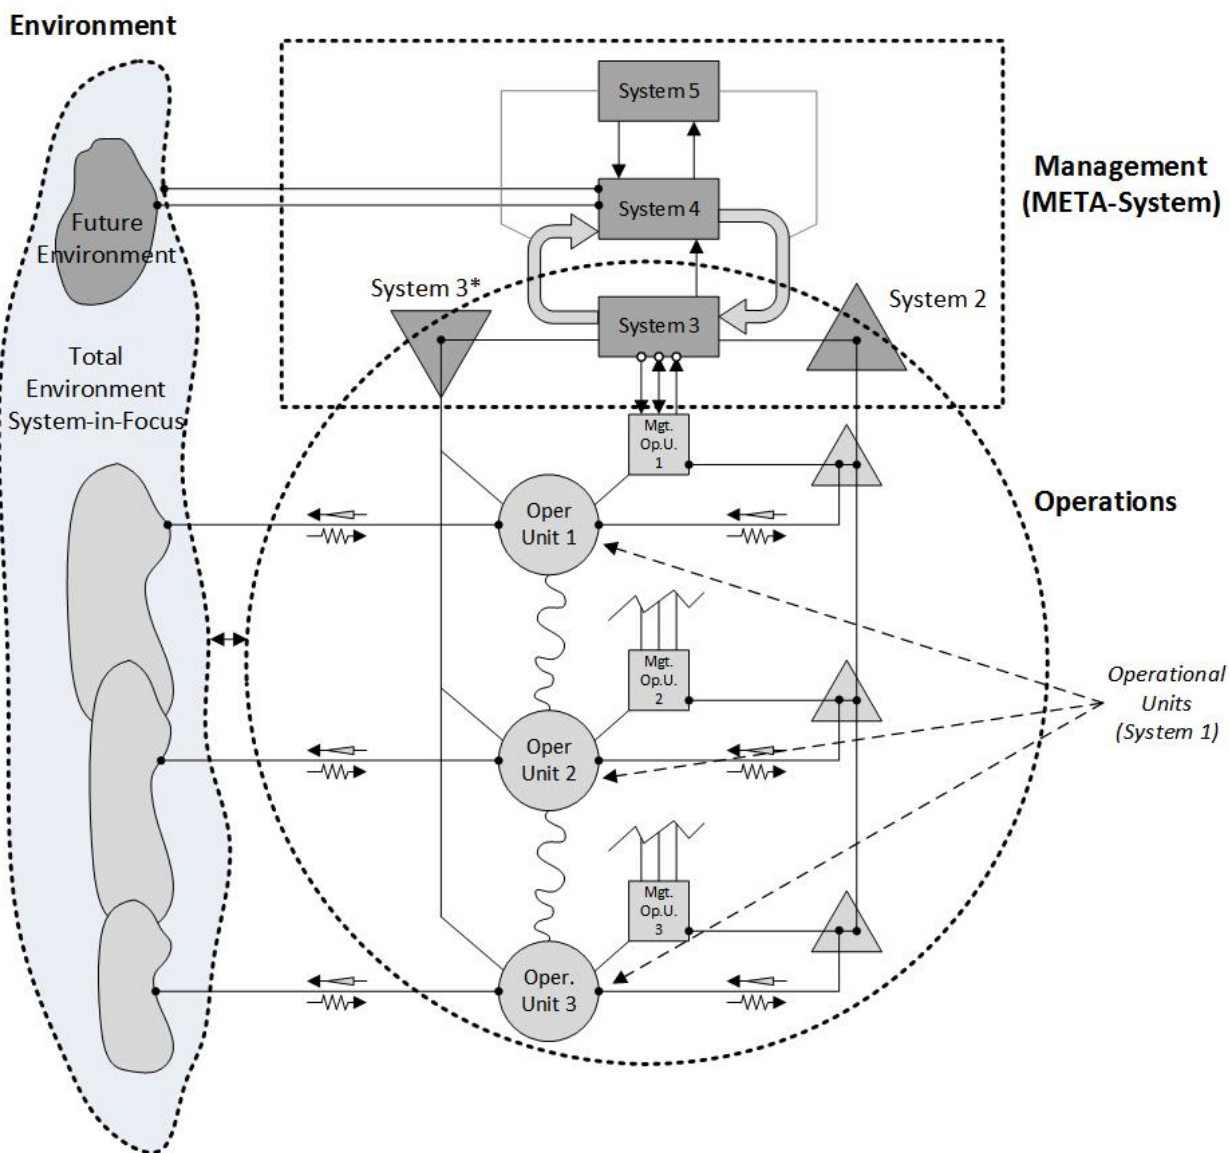 Environment
System 5
Management
(META-System)
System 4
Future
Environment
System 3*
System 3
System 2
Total
Environment
System-in-Focus
Mgt.
Op.U.
1
Operations
Oper
Unit 1
Mgt.
Op.U.
2
Operational
Units
(System 1)
Oper
Unit 2
Mgt.
Op.U.
3
Oper.
Unit 3